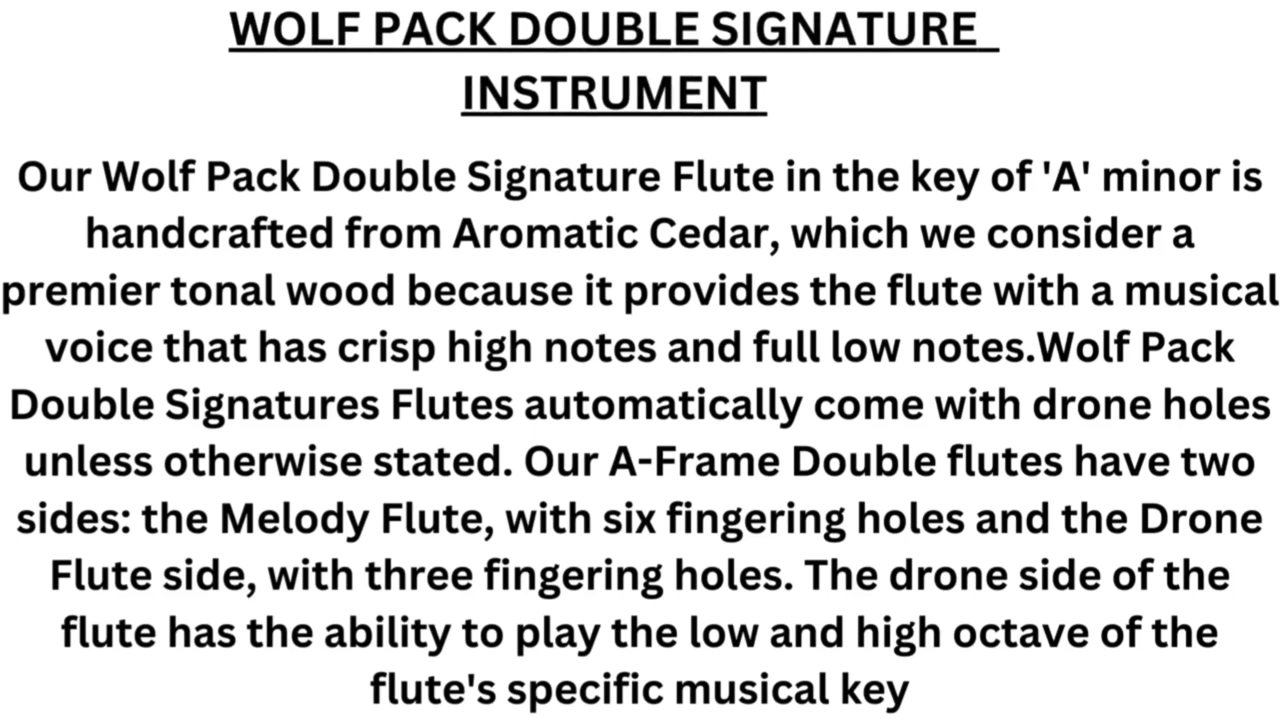 WOLF PACK DOUBLE SIGNATURE
INSTRUMENT
Our Wolf Pack Double Signature Flute in the key of 'A' minor is
handcrafted from Aromatic Cedar, which we consider a
premier tonal wood because it provides the flute with a musical
voice that has crisp high notes and full low notes.Wolf Pack
Double Signatures Flutes automatically come with drone holes
unless otherwise stated. Our A-Frame Double flutes have two
sides: the Melody Flute, with six fingering holes and the Drone
Flute side, with three fingering holes. The drone side of the
flute has the ability to play the low and high octave of the
flute's specific musical key